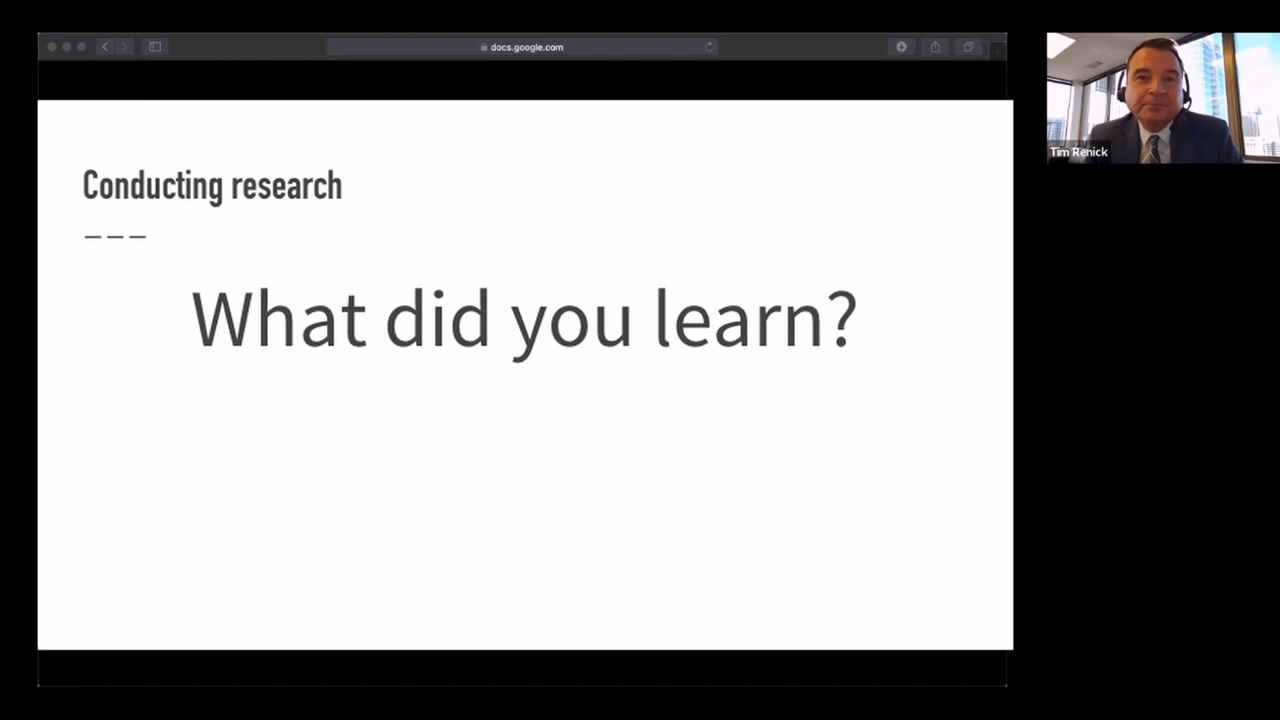 docs.google.com
Tim Renick
Conducting research
What did you learn?